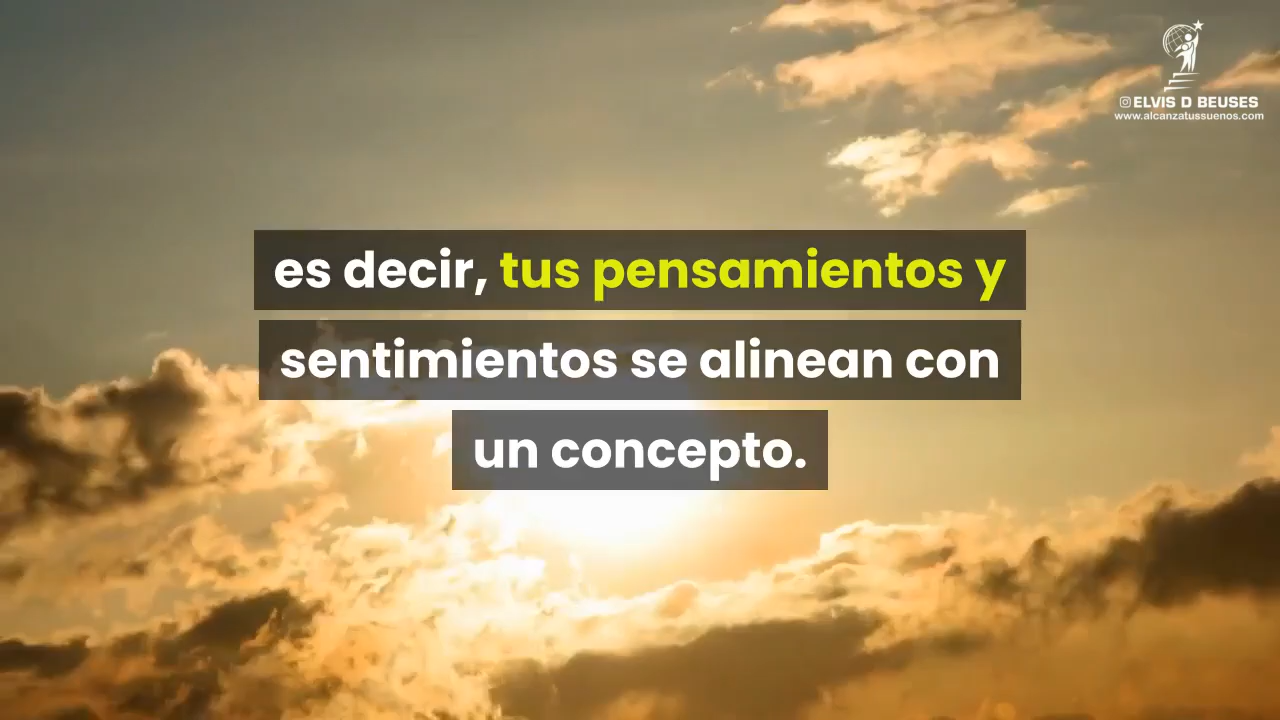 ELVIS D BEUSES
www.alcanzatussuenos.com
es decir, tus pensamientos y
sentimientos se alinean con
un concepto.